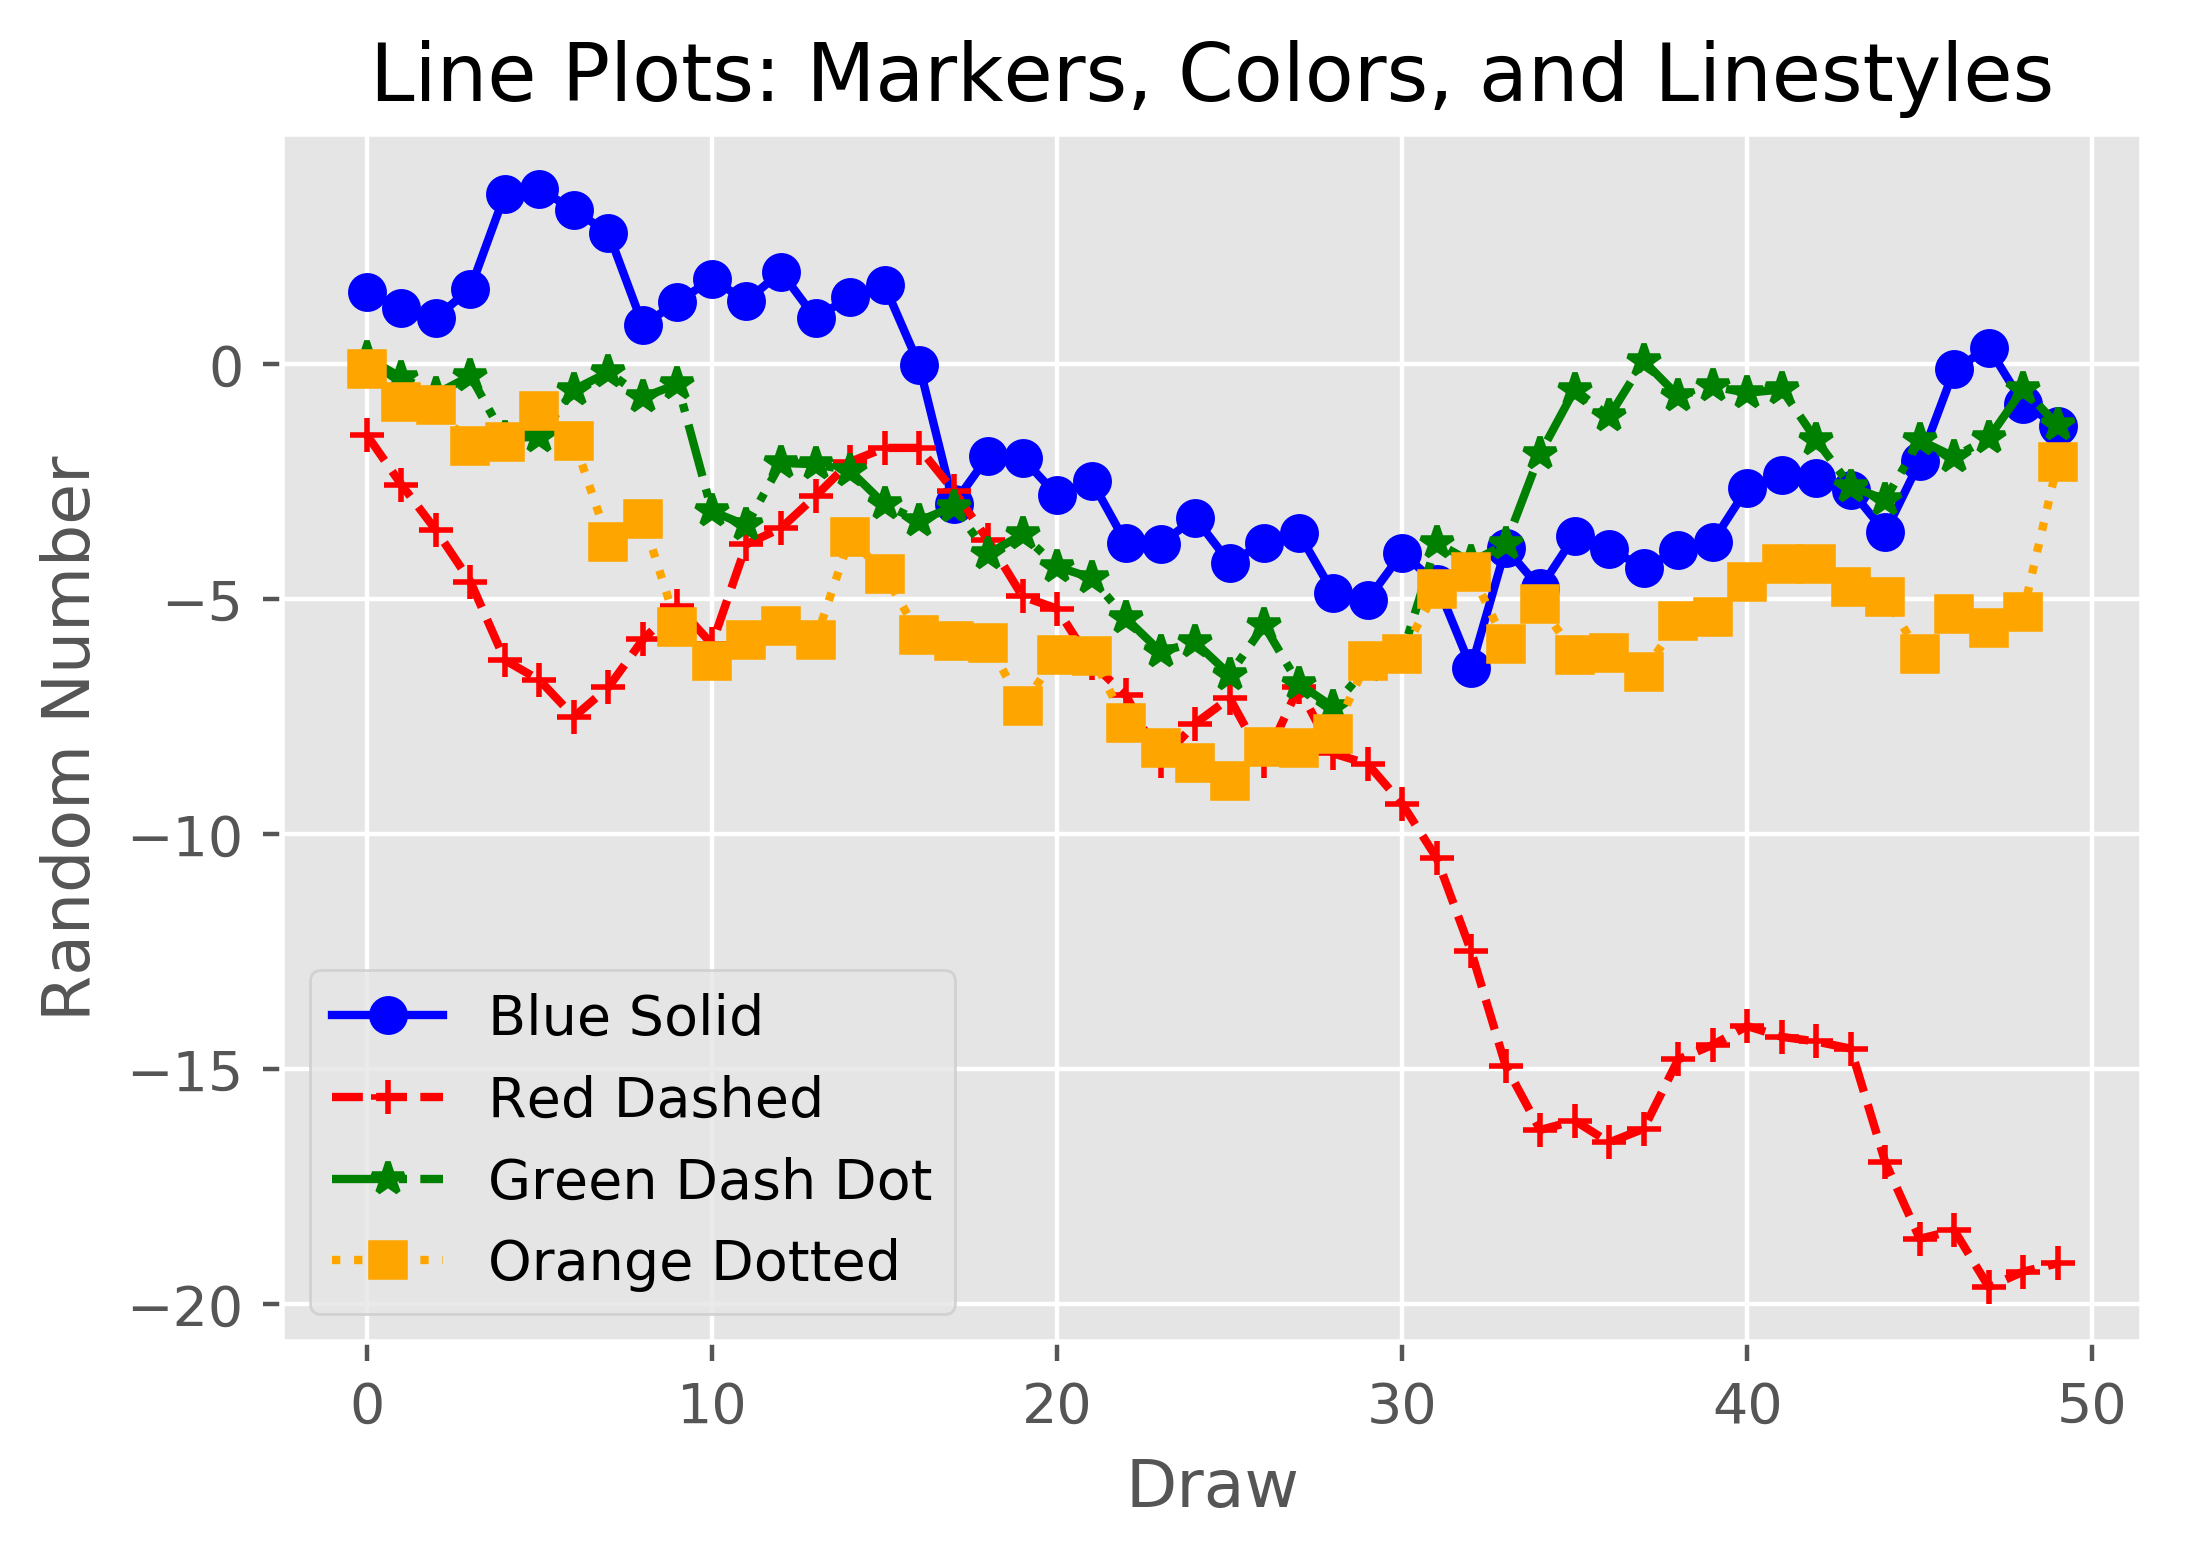 Line Plots: Markers, Colors, and Linestyles
Random Number
0
−5
−10
−15
−20
Blue Solid
Red Dashed
Green Dash Dot
Orange Dotted
0 10 20 30 40 50
Draw